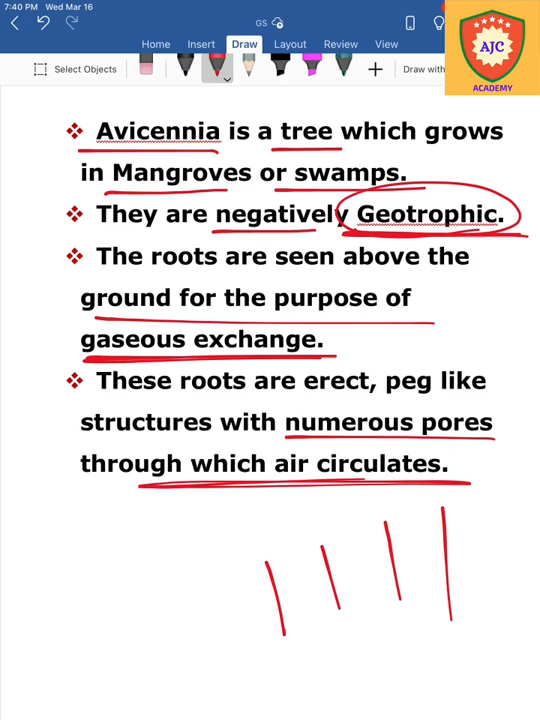 7:40 PM Wed Mar 16
GS
Home Insert Draw Layout Review View
Select Objects
Draw with
AJC
ACADEMY
❖ Avicennia is a tree which grows
in Mangroves or swamps.
❖ They are negatively Geotrophic.
❖ The roots are seen above the
ground for the purpose of
gaseous exchange.
❖ These roots are erect, peg like
structures with numerous pores
through which air circulates.